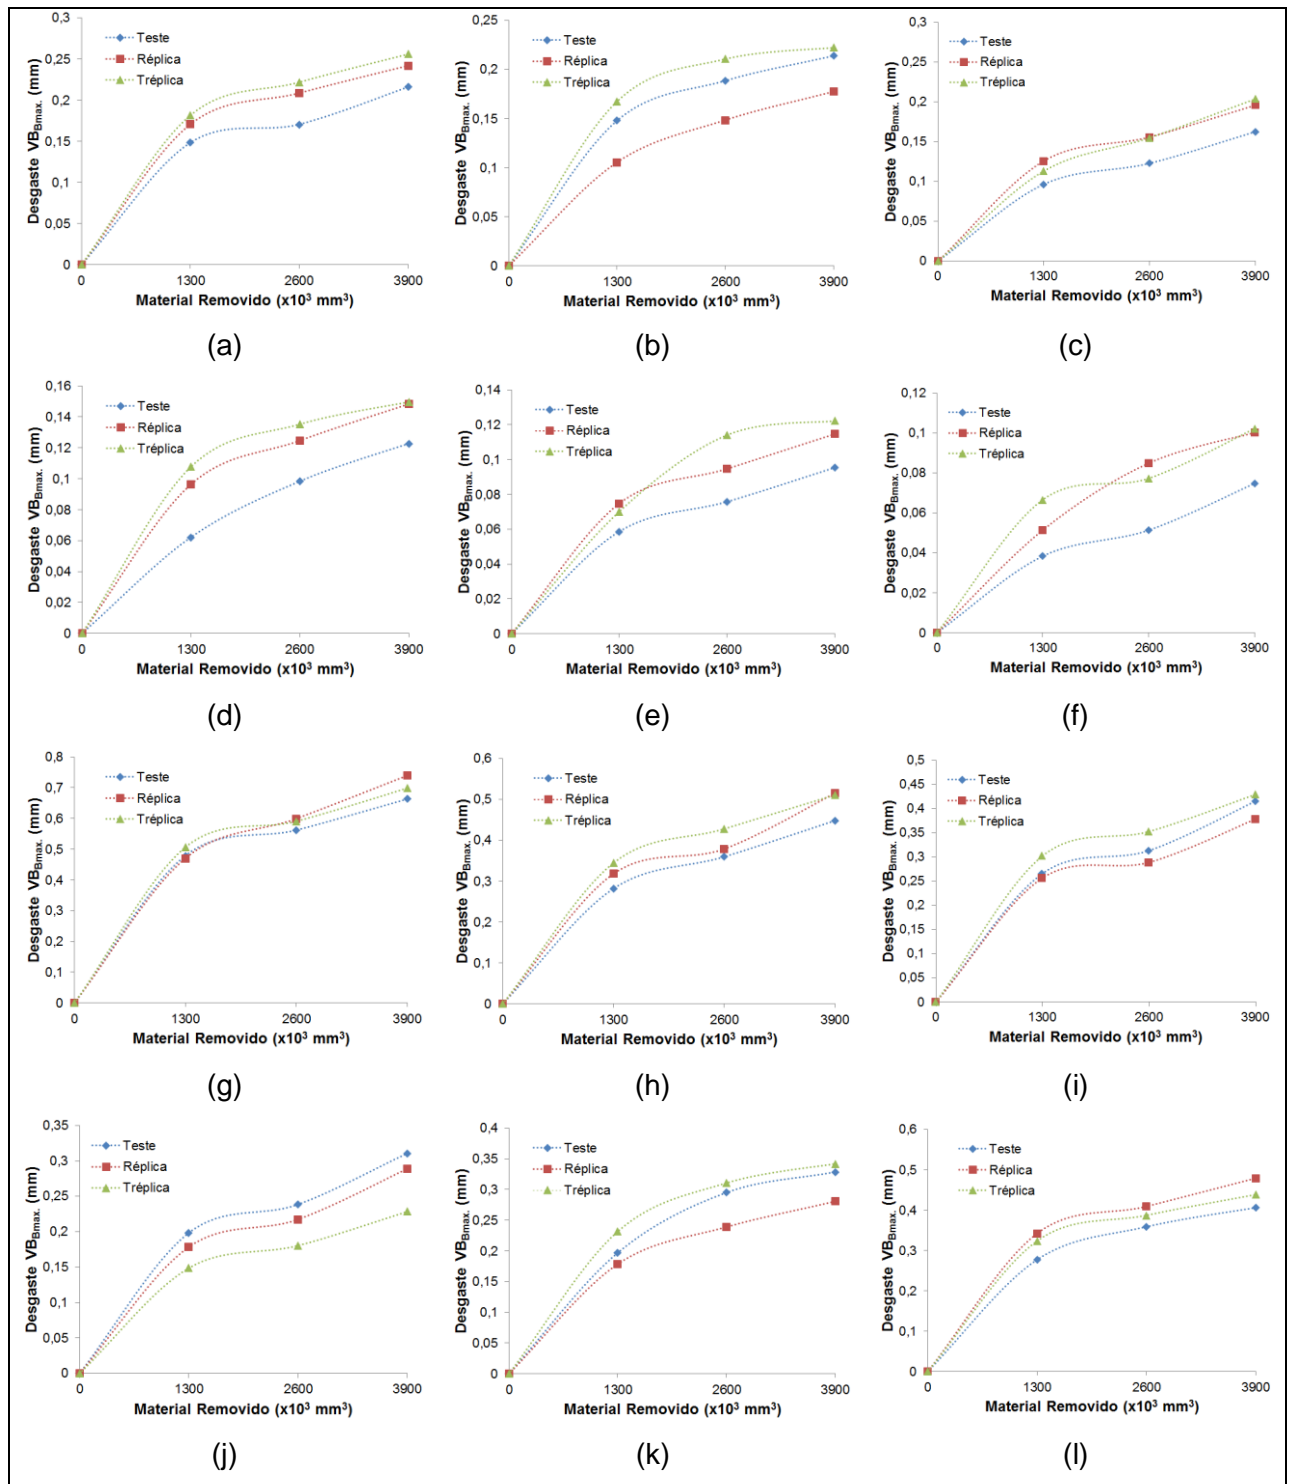 0,3
0,25
0,2
0,15
0,1
0,05
0
Desgaste VB_Bmax. (mm)
Teste
Réplica
Tréplica
0 1300 2600 3900
Material Removido (x10³ mm³)
(a)
0,25
0,2
0,15
0,1
0,05
0
Desgaste VB_Bmax. (mm)
Teste
Réplica
Tréplica
0 1300 2600 3900
Material Removido (x10³ mm³)
(b)
0,3
0,25
0,2
0,15
0,1
0,05
0
Desgaste VB_Bmax. (mm)
Teste
Réplica
Tréplica
0 1300 2600 3900
Material Removido (x10³ mm³)
(c)
0,16
0,14
0,12
0,1
0,08
0,06
0,04
0,02
0
Desgaste VB_Bmax. (mm)
Teste
Réplica
Tréplica
0 1300 2600 3900
Material Removido (x10³ mm³)
(d)
0,14
0,12
0,1
0,08
0,06
0,04
0,02
0
Desgaste VB_Bmax. (mm)
Teste
Réplica
Tréplica
0 1300 2600 3900
Material Removido (x10³ mm³)
(e)
0,12
0,1
0,08
0,06
0,04
0,02
0
Desgaste VB_Bmax. (mm)
Teste
Réplica
Tréplica
0 1300 2600 3900
Material Removido (x10³ mm³)
(f)
0,8
0,7
0,6
0,5
0,4
0,3
0,2
0,1
0
Desgaste VB_Bmax. (mm)
Teste
Réplica
Tréplica
0 1300 2600 3900
Material Removido (x10³ mm³)
(g)
0,6
0,5
0,4
0,3
0,2
0,1
0
Desgaste VB_Bmax. (mm)
Teste
Réplica
Tréplica
0 1300 2600 3900
Material Removido (x10³ mm³)
(h)
0,5
0,45
0,4
0,35
0,3
0,25
0,2
0,15
0,1
0,05
0
Desgaste VB_Bmax. (mm)
Teste
Réplica
Tréplica
0 1300 2600 3900
Material Removido (x10³ mm³)
(i)
0,35
0,3
0,25
0,2
0,15
0,1
0,05
0
Desgaste VB_Bmax. (mm)
Teste
Réplica
Tréplica
0 1300 2600 3900
Material Removido (x10³ mm³)
(j)
0,4
0,35
0,3
0,25
0,2
0,15
0,1
0,05
0
Desgaste VB_Bmax. (mm)
Teste
Réplica
Tréplica
0 1300 2600 3900
Material Removido (x10³ mm³)
(k)
0,6
0,5
0,4
0,3
0,2
0,1
0
Desgaste VB_Bmax. (mm)
Teste
Réplica
Tréplica
0 1300 2600 3900
Material Removido (x10³ mm³)
(l)